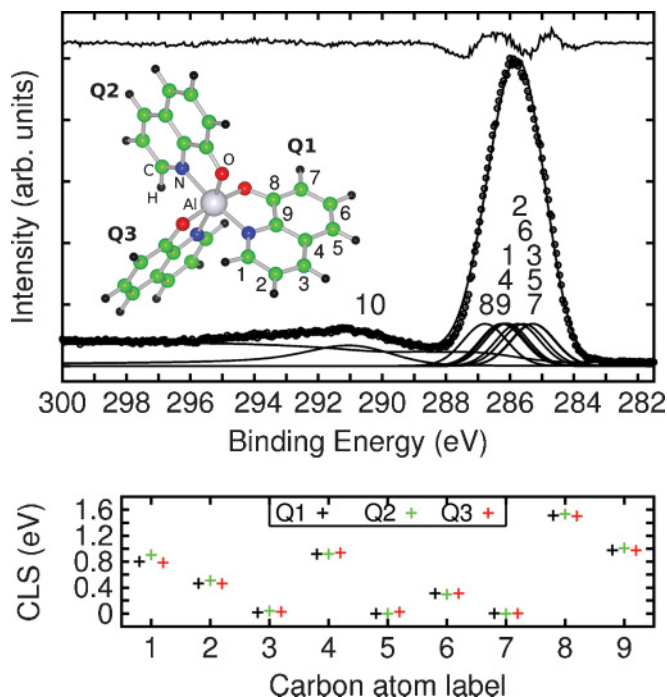 Intensity (arb. units)
Q2
Q1
Q3
C
N
O
H
Al
8
7
9
6
5
4
1
2
3
2
6
1 3
4 5
10 89 7
300 298 296 294 292 290 288 286 284 282
Binding Energy (eV)
CLS (eV)
1.6
1.2
0.8
0.4
0
Q1 + Q2 + Q3 +
1 2 3 4 5 6 7 8 9
Carbon atom label